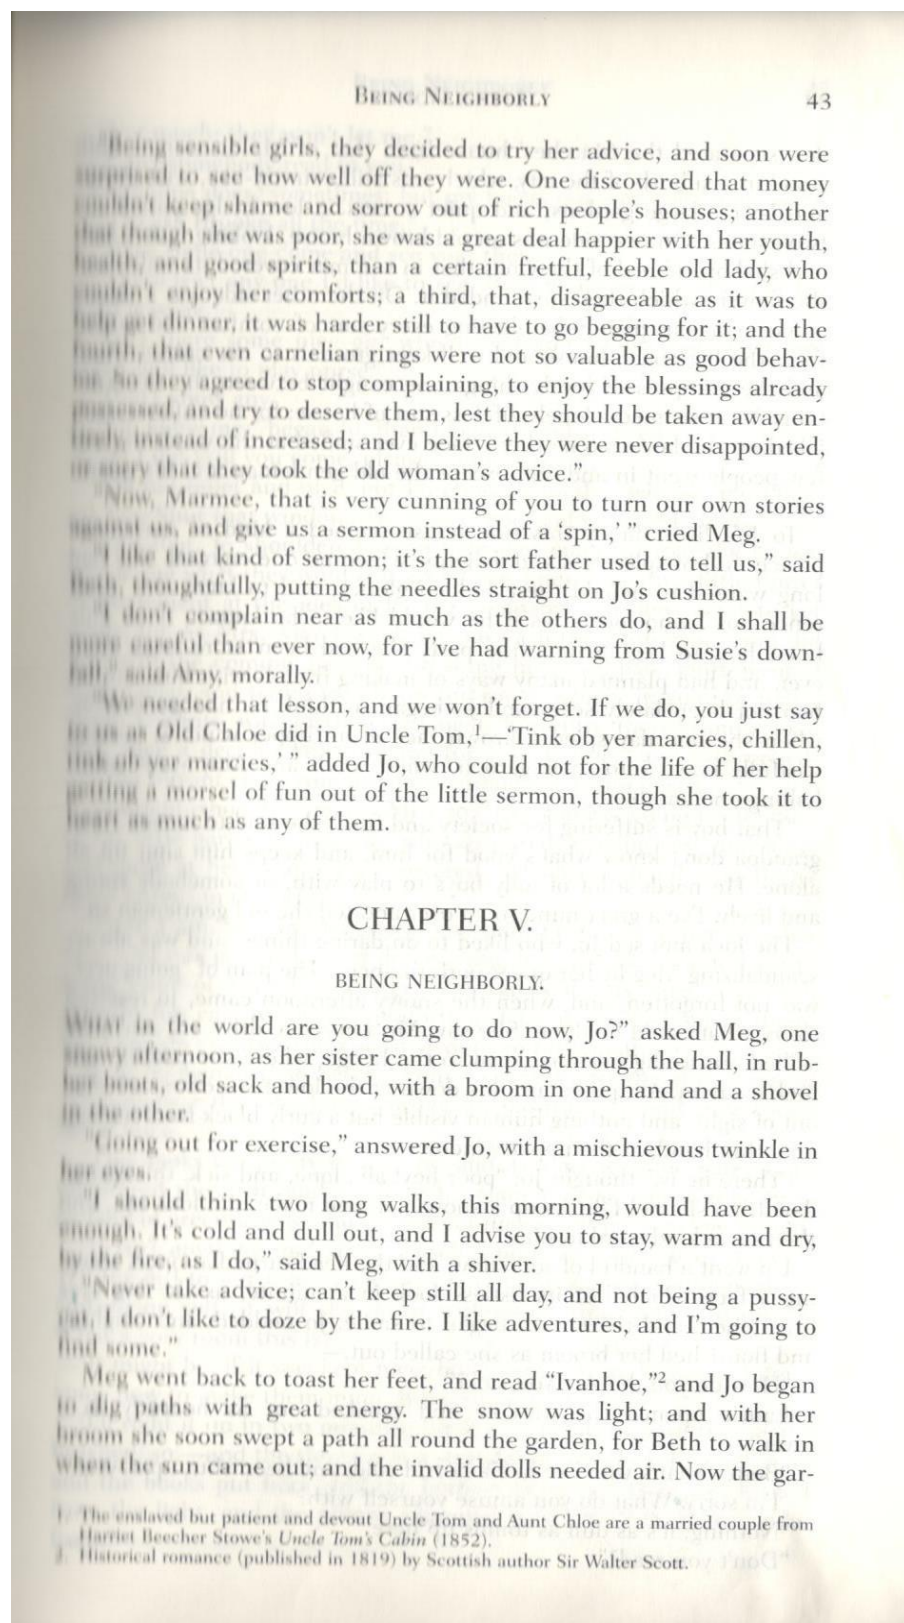 BEING NEIGHBORLY 43
"Being sensible girls, they decided to try her advice, and soon were
surprised to see how well off they were. One discovered that money
couldn't keep shame and sorrow out of rich people's houses; another
that though she was poor, she was a great deal happier with her youth,
health, and good spirits, than a certain fretful, feeble old lady, who
couldn't enjoy her comforts; a third, that, disagreeable as it was to
help get dinner, it was harder still to have to go begging for it; and the
fourth, that even carnelian rings were not so valuable as good behav-
ior. So they agreed to stop complaining, to enjoy the blessings already
possessed, and try to deserve them, lest they should be taken away en-
tirely, instead of increased; and I believe they were never disappointed,
or sorry that they took the old woman's advice."
"Now, Marmee, that is very cunning of you to turn our own stories
against us, and give us a sermon instead of a 'spin,' " cried Meg.
"I like that kind of sermon; it's the sort father used to tell us," said
Beth, thoughtfully, putting the needles straight on Jo's cushion.
"I don't complain near as much as the others do, and I shall be
more careful than ever now, for I've had warning from Susie's down-
fall," said Amy, morally.
"We needed that lesson, and we won't forget. If we do, you just say
to us as Old Chloe did in Uncle Tom,¹—'Tink ob yer marcies, chillen,
tink ob yer marcies,' " added Jo, who could not for the life of her help
getting a morsel of fun out of the little sermon, though she took it to
heart as much as any of them.
CHAPTER V.
BEING NEIGHBORLY.
WHAT in the world are you going to do now, Jo?" asked Meg, one
snowy afternoon, as her sister came clumping through the hall, in rub-
ber boots, old sack and hood, with a broom in one hand and a shovel
in the other.
"Going out for exercise," answered Jo, with a mischievous twinkle in
her eyes.
"I should think two long walks, this morning, would have been
enough. It's cold and dull out, and I advise you to stay, warm and dry,
by the fire, as I do," said Meg, with a shiver.
"Never take advice; can't keep still all day, and not being a pussy-
cat, I don't like to doze by the fire. I like adventures, and I'm going to
find some."
Meg went back to toast her feet, and read "Ivanhoe,"² and Jo began
to dig paths with great energy. The snow was light; and with her
broom she soon swept a path all round the garden, for Beth to walk in
when the sun came out; and the invalid dolls needed air. Now the gar-
1. The enslaved but patient and devout Uncle Tom and Aunt Chloe are a married couple from
Harriet Beecher Stowe's Uncle Tom's Cabin (1852).
2. Historical romance (published in 1819) by Scottish author Sir Walter Scott.